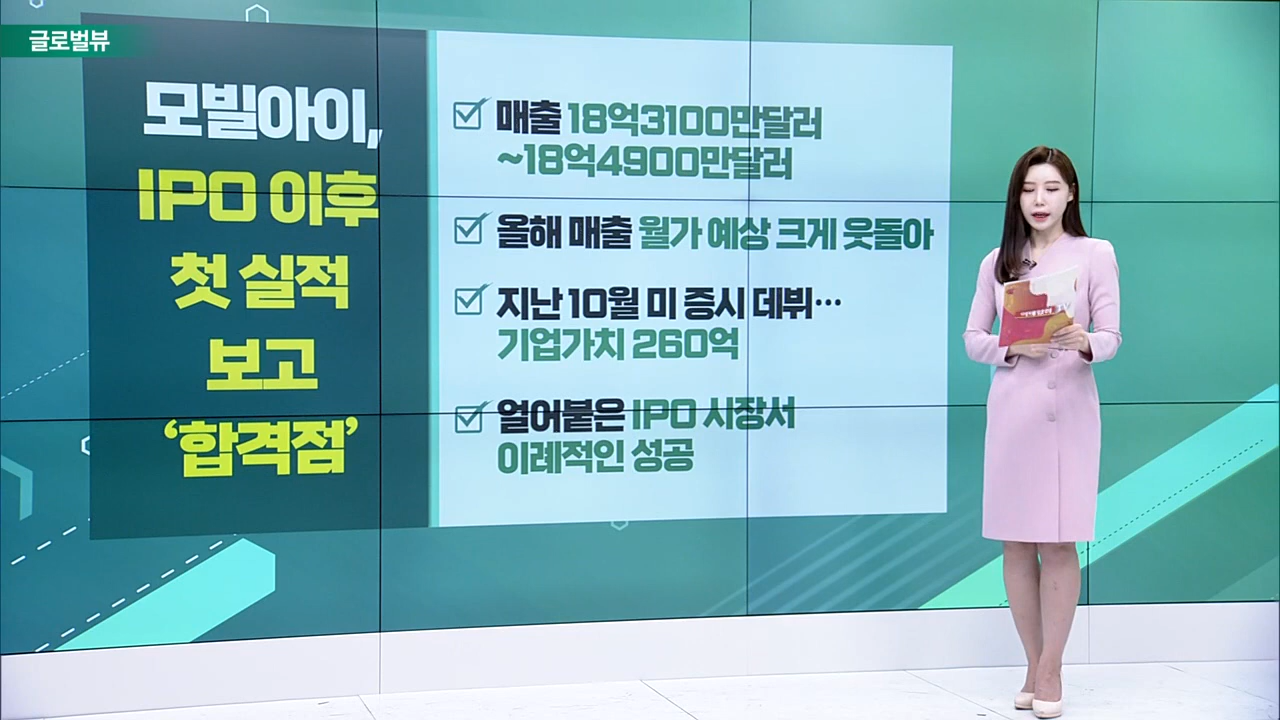 글로벌뷰
모빌아이,
IPO 이후
첫 실적
보고
‘합격점’
매출 18억3100만달러
~18억4900만달러
올해 매출 월가 예상 크게 웃돌아
지난 10월 미 증시 데뷔…
기업가치 260억
얼어붙은 IPO 시장서
이례적인 성공